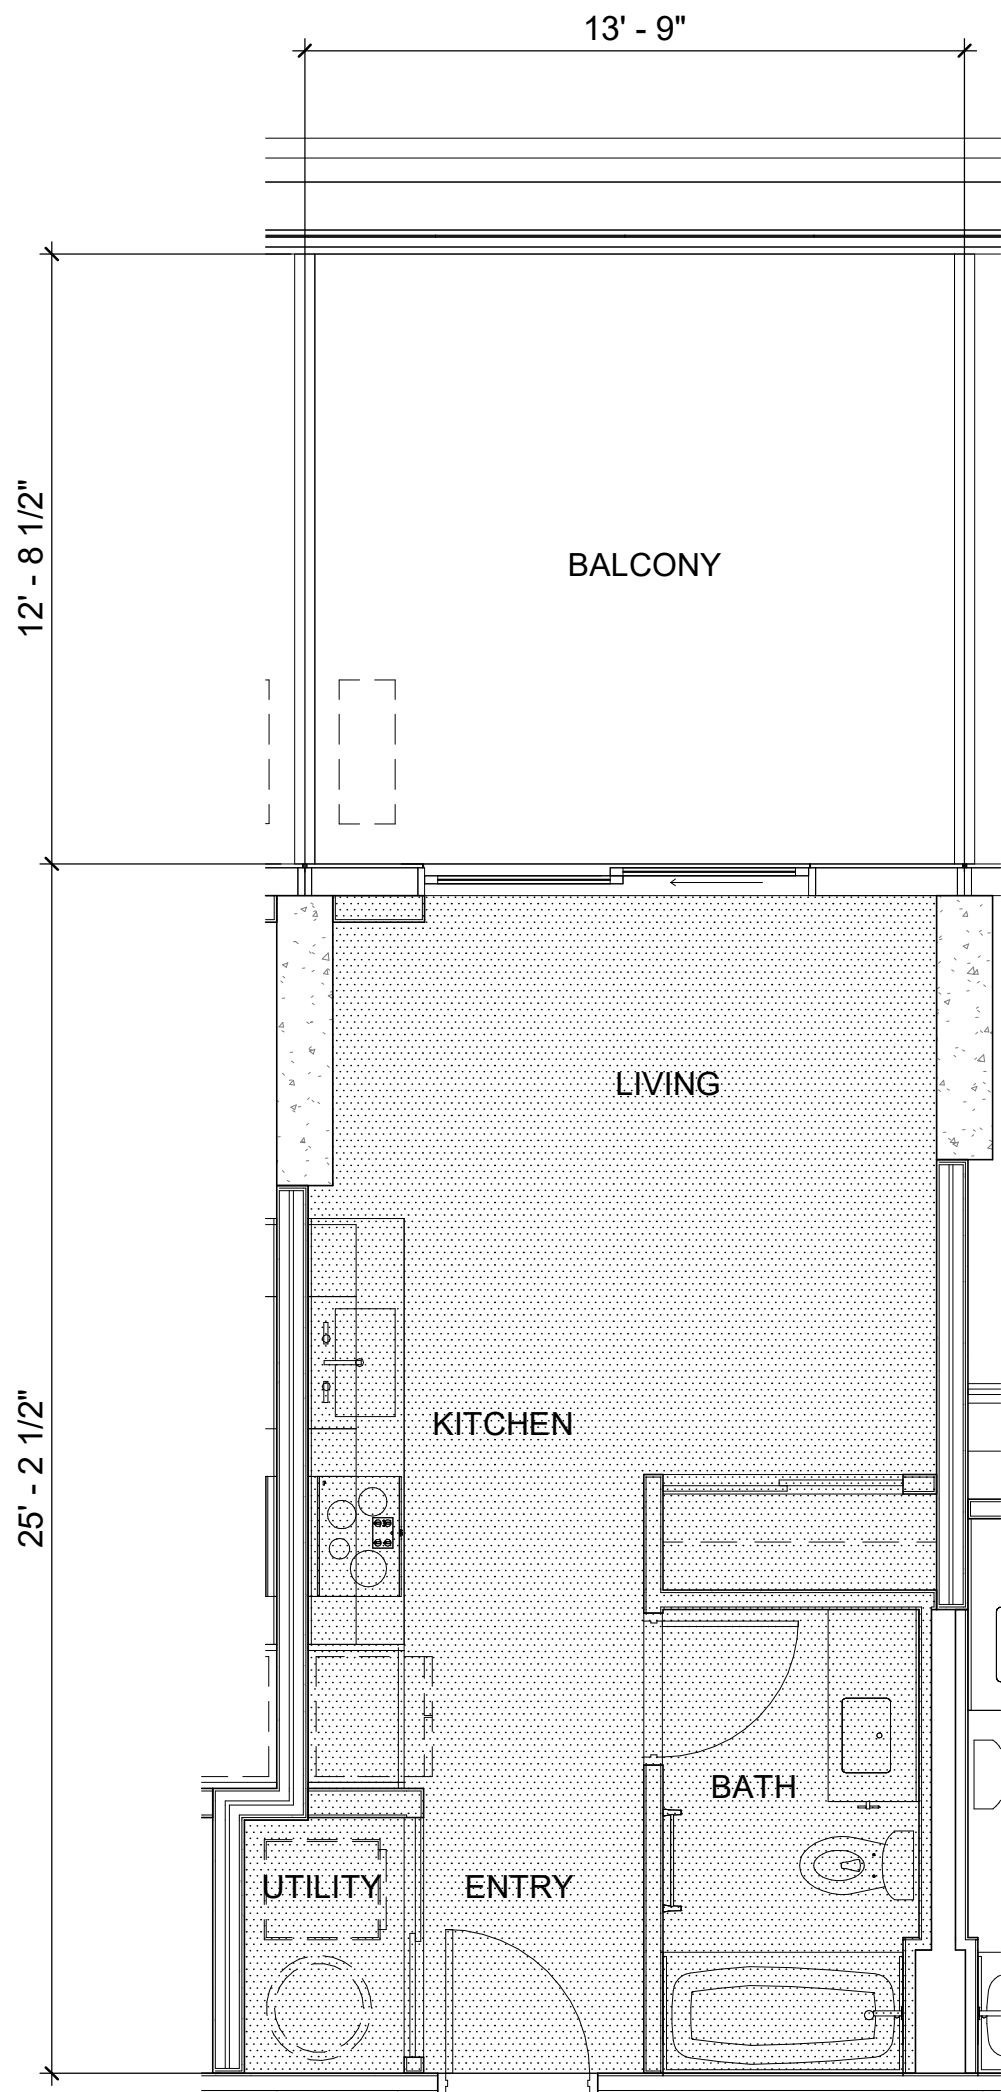 13' - 9"
12' - 8 1/2"
BALCONY
LIVING
25' - 2 1/2"
KITCHEN
BATH
UTILITY
ENTRY